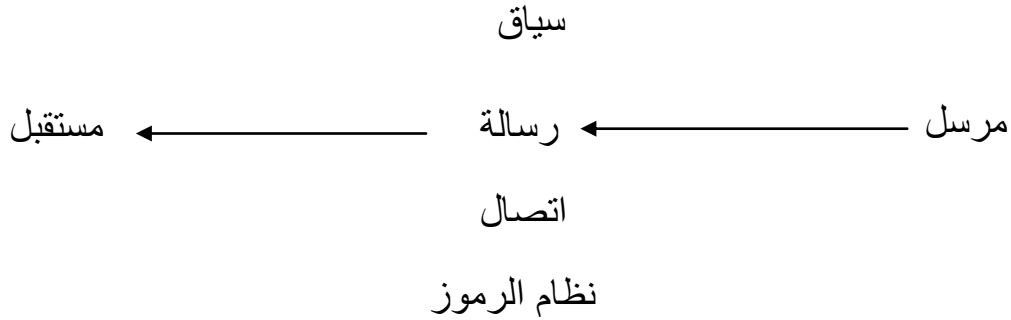 سياق
مرسل رسالة مستقبل
اتصال
نظام الرموز